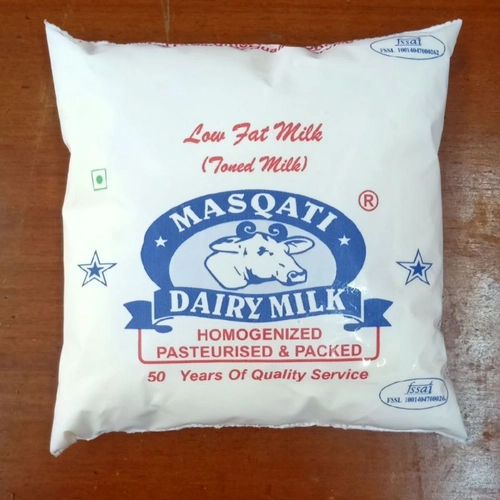 fssai
Low Fat Milk
(Toned Milk)
MASQATI
®
DAIRY MILK
HOMOGENIZED
PASTEURISED & PACKED
50 Years Of Quality Service
fssai